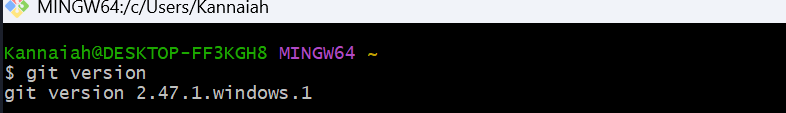 MINGW64:/c/Users/Kannaiah
Kannaiah@DESKTOP-FF3KGH8 MINGW64 ~
$ git version
git version 2.47.1.windows.1